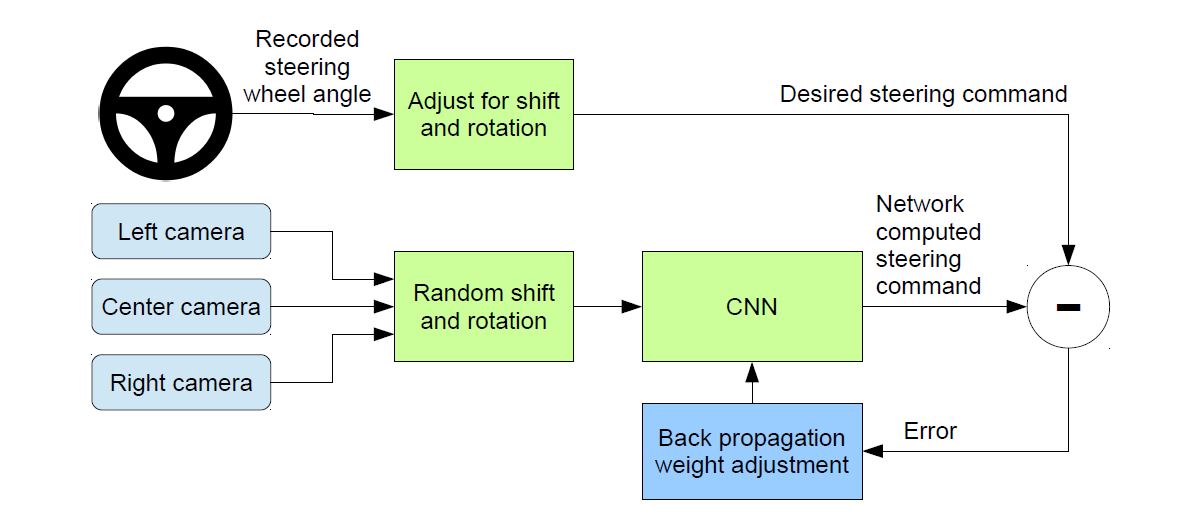 Recorded
steering
wheel angle
Adjust for shift
and rotation
Desired steering command
Left camera
Center camera
Right camera
Random shift
and rotation
CNN
Network
computed
steering
command
-
Back propagation
weight adjustment
Error